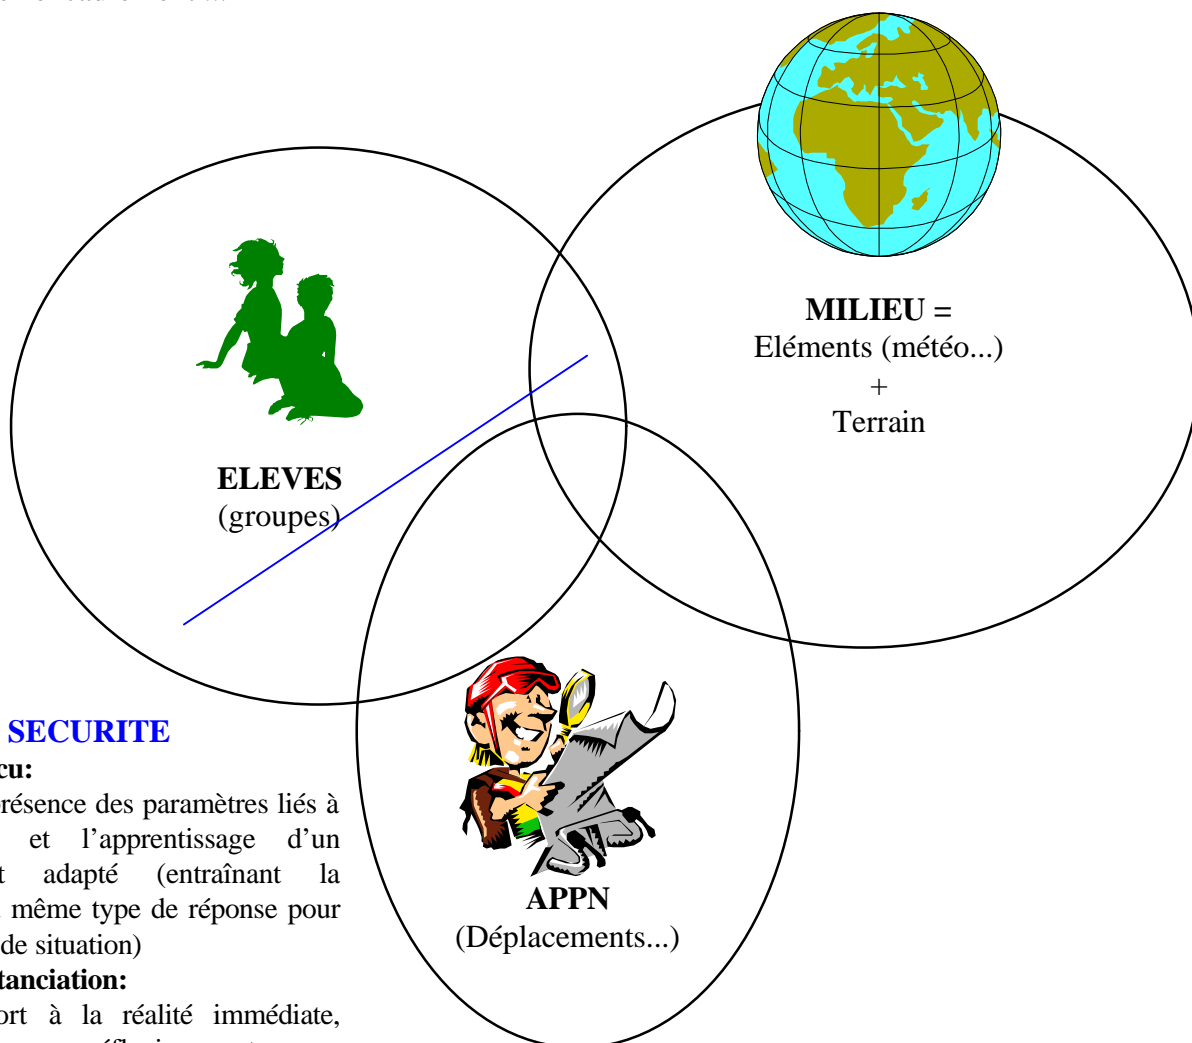 MILIEU =
Eléments (météo...)
+
Terrain
ELEVES
(groupes)
SECURITE
cu:
présence des paramètres liés à
et l’apprentissage d’un
t adapté (entraînant la
même type de réponse pour
de situation)
tanciation:
ort à la réalité immédiate,
APPN
(Déplacements...)